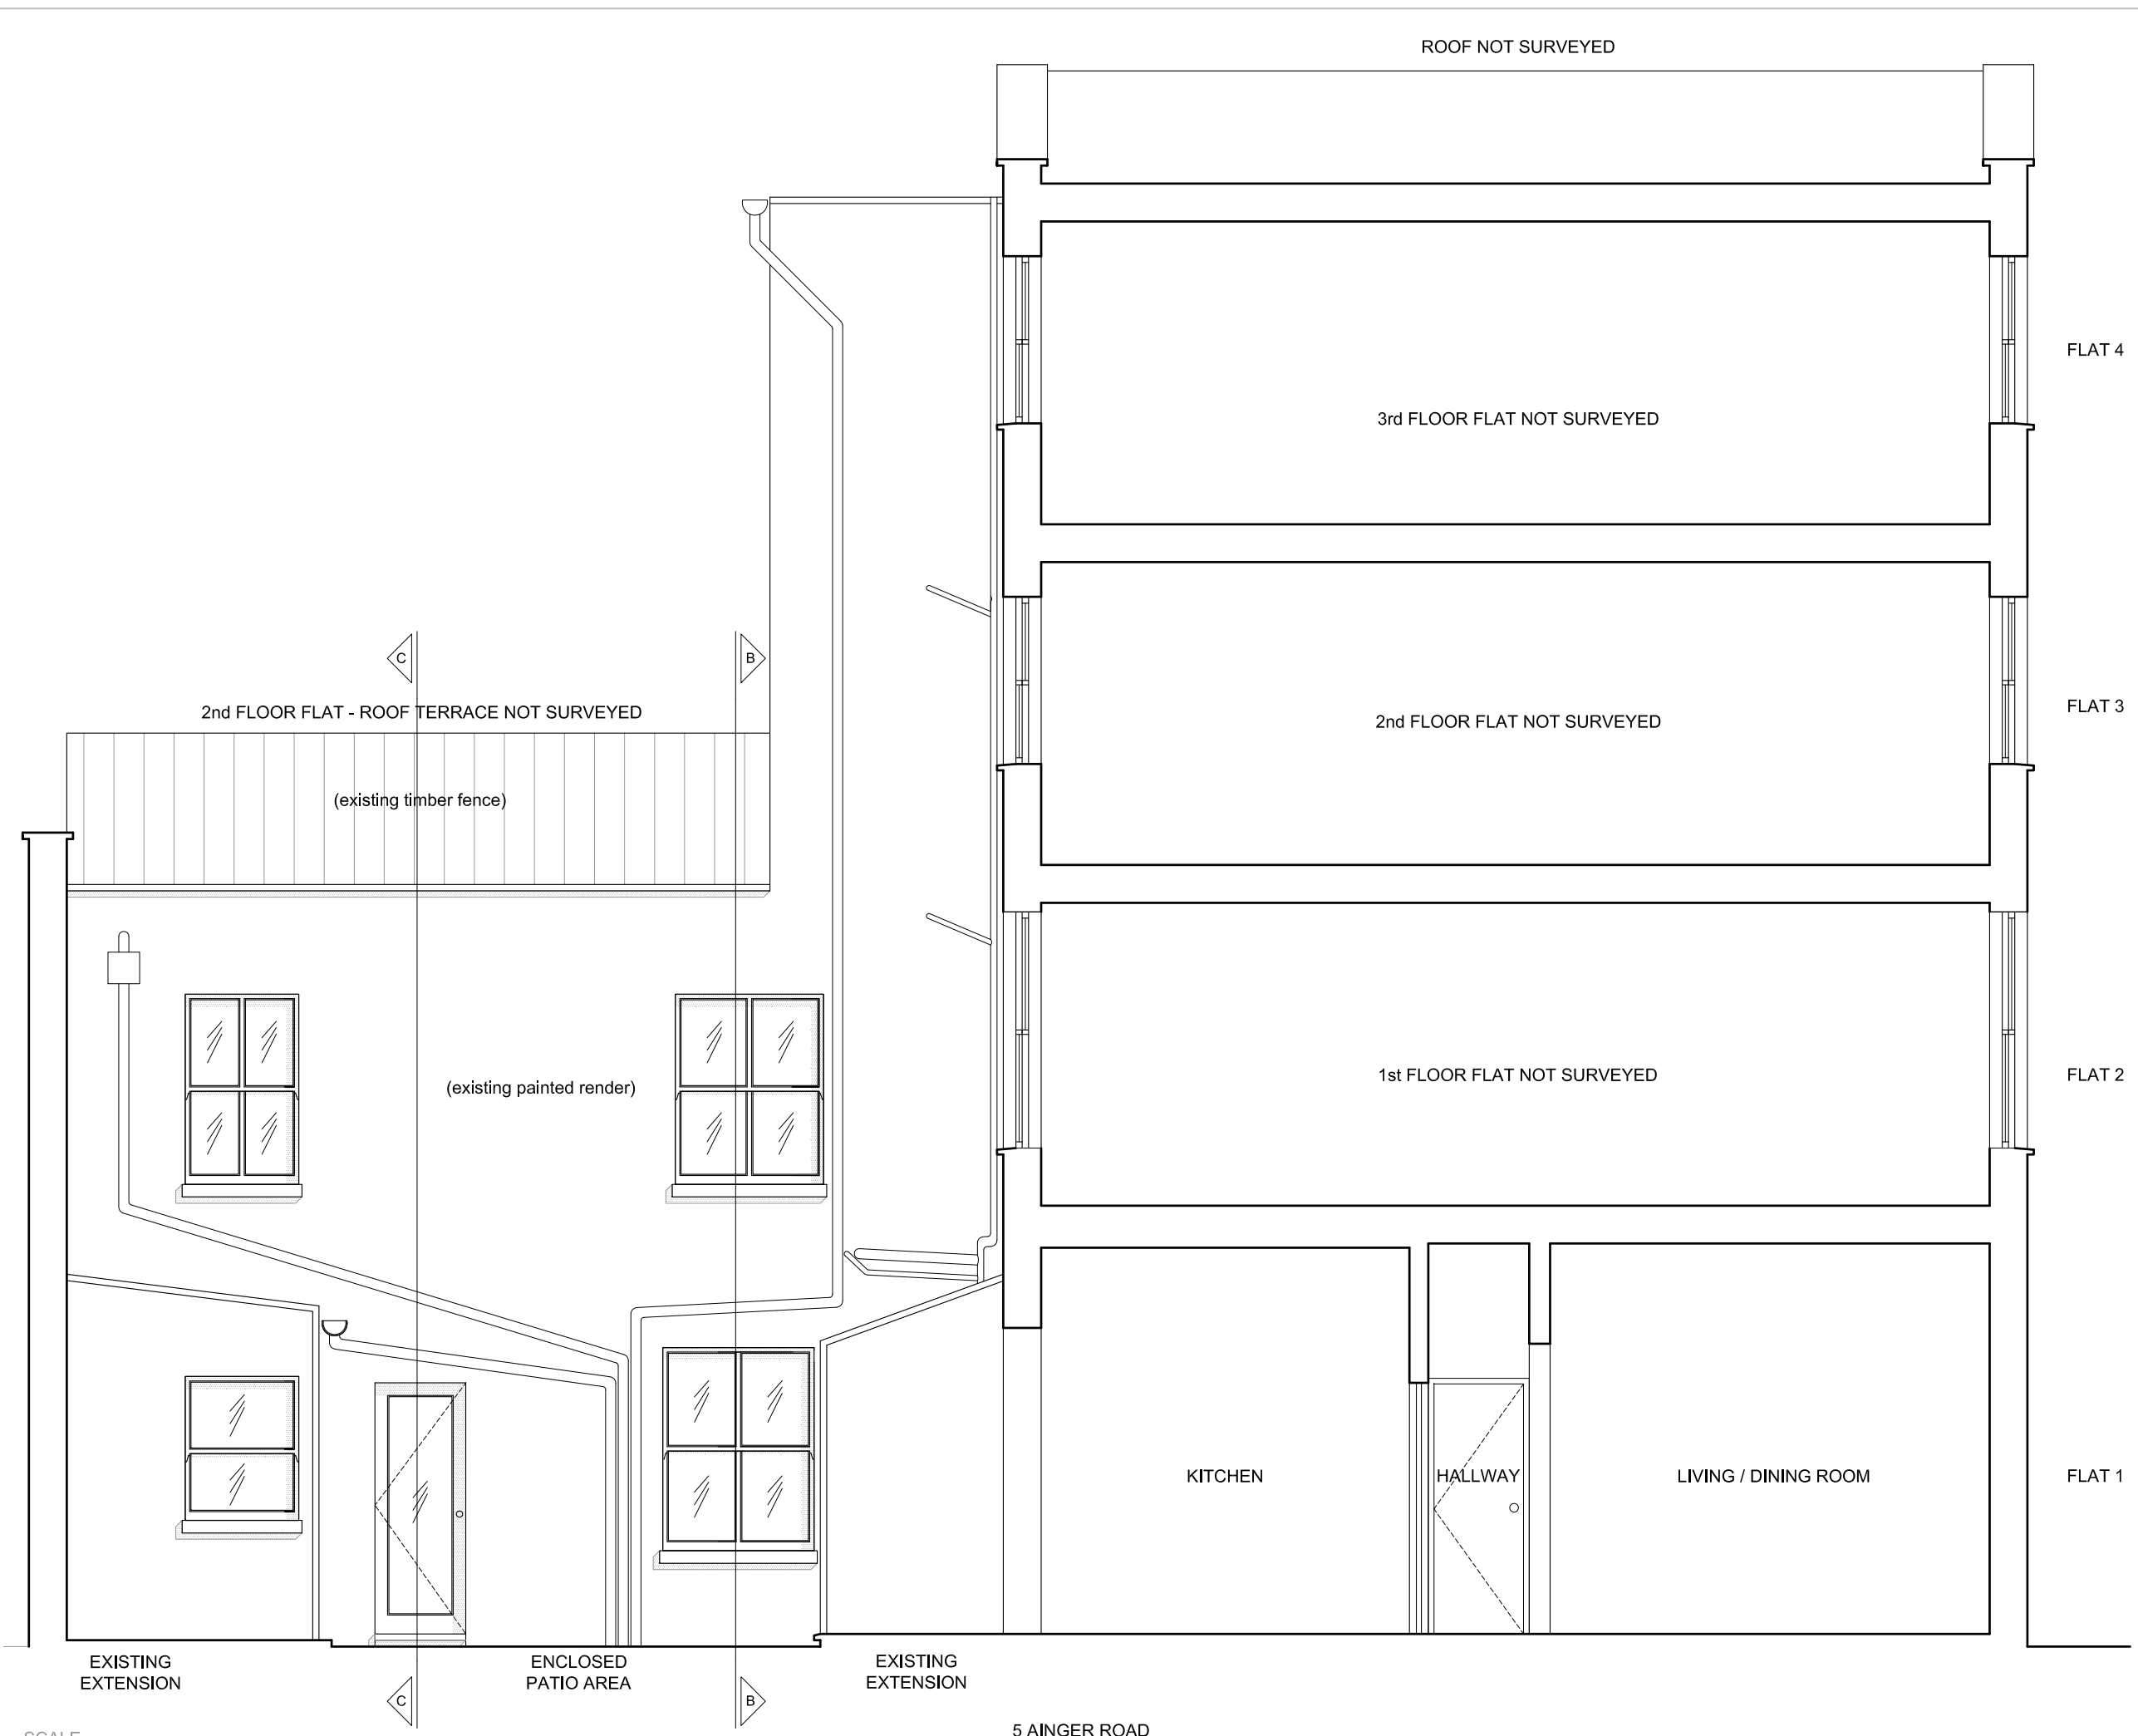 ROOF NOT SURVEYED
FLAT 4
3rd FLOOR FLAT NOT SURVEYED
C
B
2nd FLOOR FLAT - ROOF TERRACE NOT SURVEYED
2nd FLOOR FLAT NOT SURVEYED
FLAT 3
(existing timber fence)
(existing painted render)
1st FLOOR FLAT NOT SURVEYED
FLAT 2
KITCHEN
HALLWAY
LIVING / DINING ROOM
FLAT 1
EXISTING
EXTENSION
ENCLOSED
PATIO AREA
EXISTING
EXTENSION
C
B
SCALE
5 AINGER ROAD